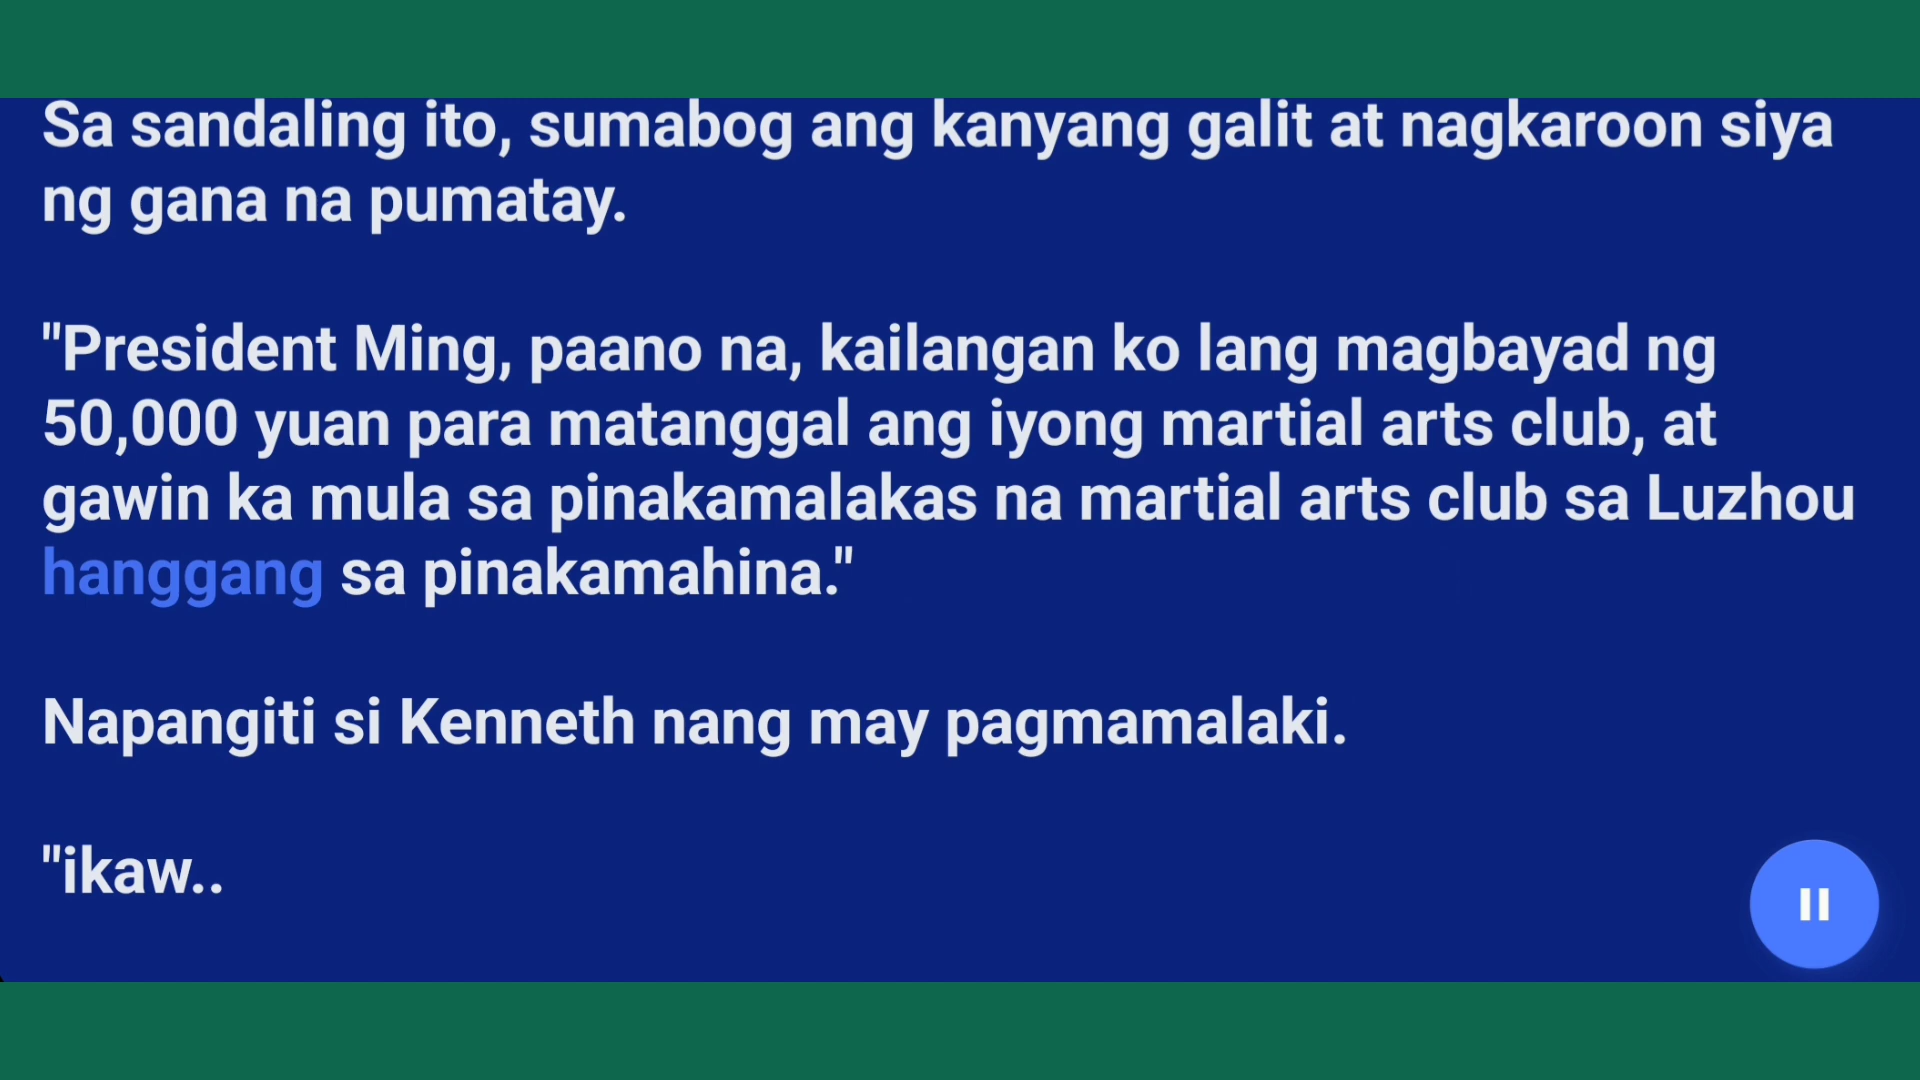 Sa sandaling ito, sumabog ang kanyang galit at nagkaroon siya
ng gana na pumatay.
"President Ming, paano na, kailangan ko lang magbayad ng
50,000 yuan para matanggal ang iyong martial arts club, at
gawin ka mula sa pinakamalakas na martial arts club sa Luzhou
hanggang sa pinakamahina."
Napangiti si Kenneth nang may pagmamalaki.
"ikaw..